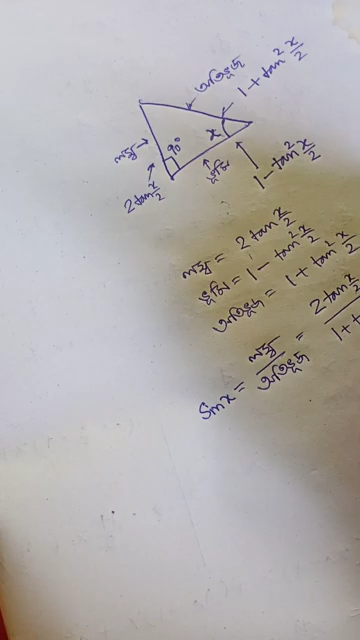 অতিভুজ
1 + tan² x/2
লম্ব →
90°
x
2 tan x/2
ভূমি
1 - tan² x/2
লম্ব = 2 tan x/2
ভূমি = 1 - tan² x/2
অতিভুজ = 1 + tan² x/2
Sin x = লম্ব/অতিভুজ = 2 tan x/2 / 1 + t